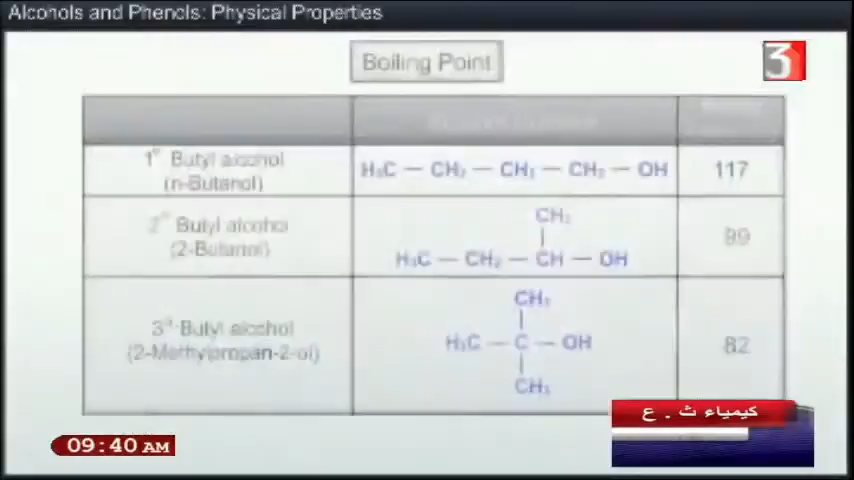 Alcohols and Phenols: Physical Properties
Boiling Point
3
1° Butyl alcohol
(n-Butanol)
H₃C — CH₂ — CH₂ — CH₂ — OH
117
2° Butyl alcohol
(2-Butanol)
CH₃
H₃C — CH₂ — CH — OH
99
3° Butyl alcohol
(2-Methylpropan-2-ol)
CH₃
H₃C — C — OH
CH₃
82
كيمياء ث . ع
09:40 AM